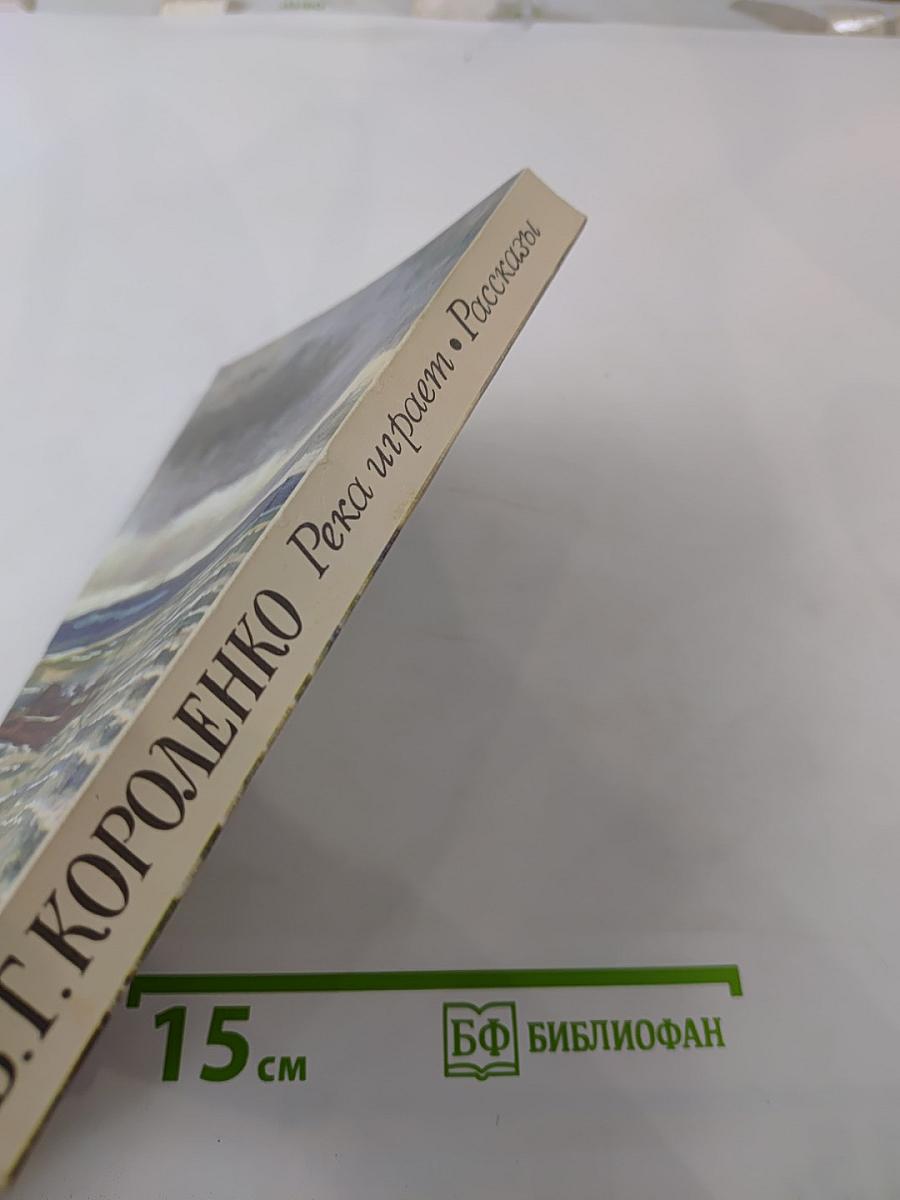 В.Г. КОРОЛЕНКО Река играет • Рассказы
15 см
БФ БИБЛИОФАН